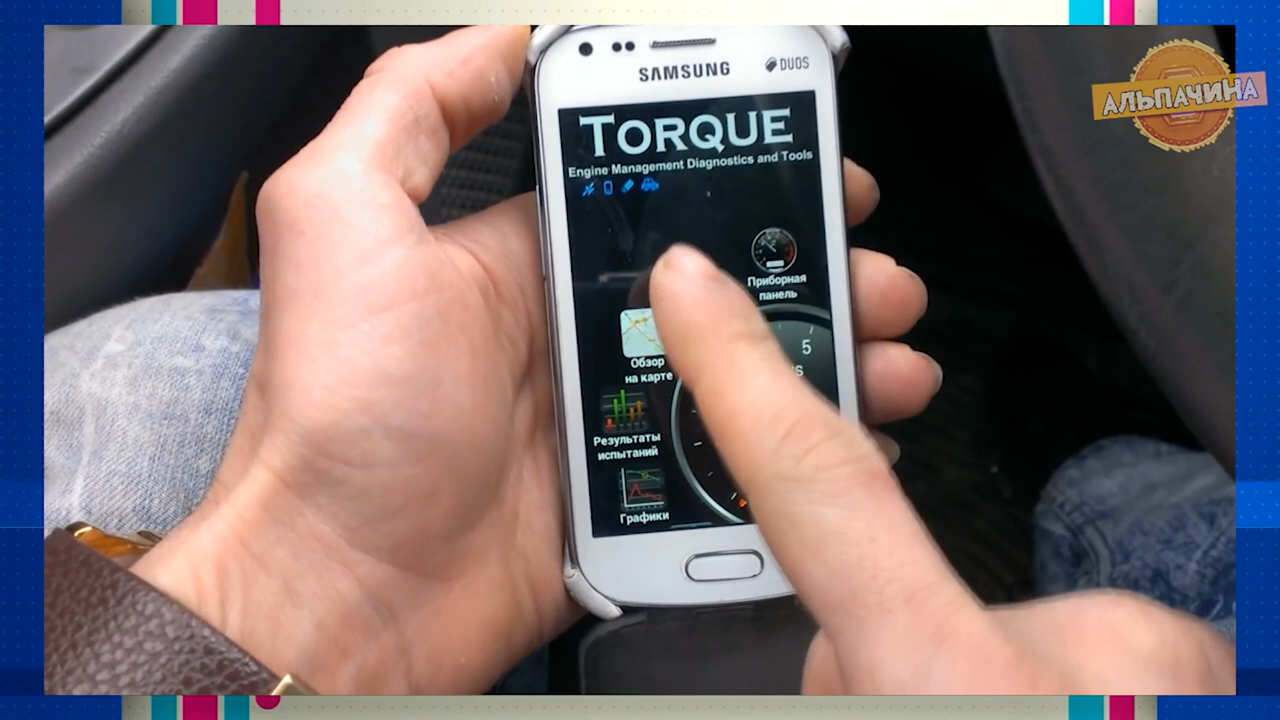 SAMSUNG
DUOS
TORQUE
Engine Management Diagnostics and Tools
Приборная
панель
Обзор
на карте
5
Результаты
испытаний
Графики
АЛЬПАЧИНА